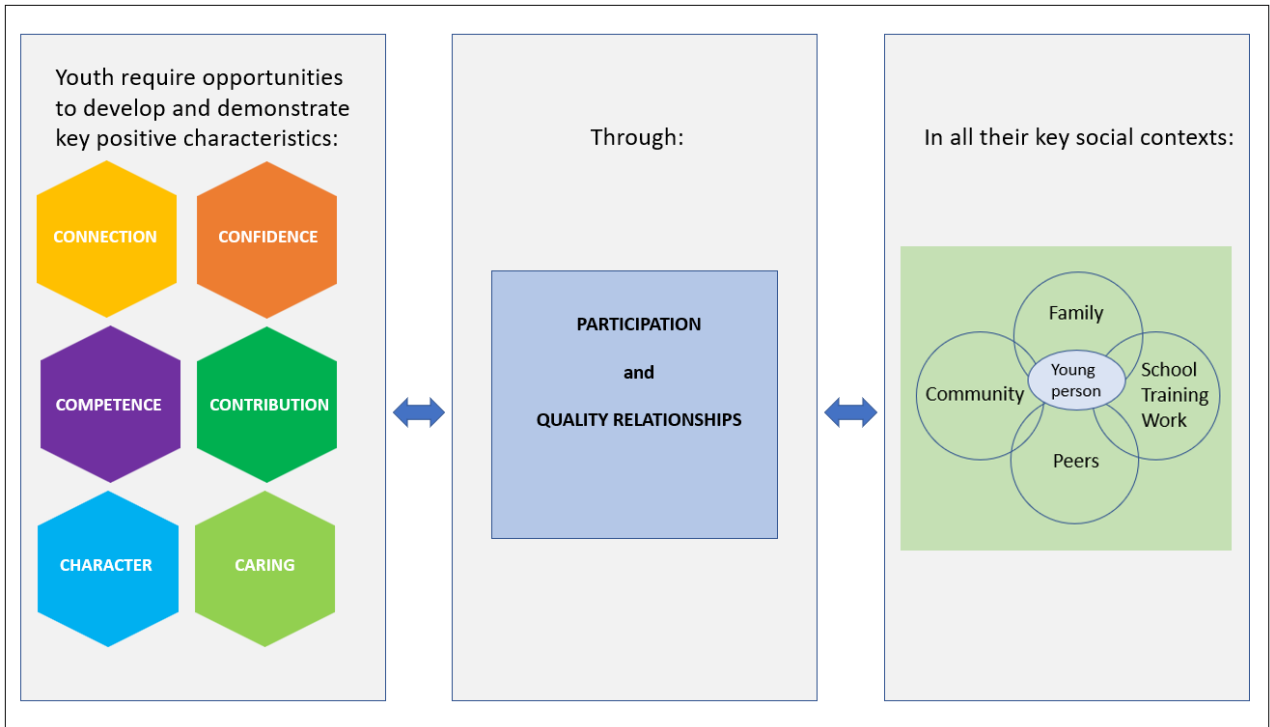 Youth require opportunities
to develop and demonstrate
key positive characteristics:
CONNECTION
CONFIDENCE
COMPETENCE
CONTRIBUTION
CHARACTER
CARING
Through:
PARTICIPATION
and
QUALITY RELATIONSHIPS
In all their key social contexts:
Family
Community
Young
person
School
Training
Work
Peers